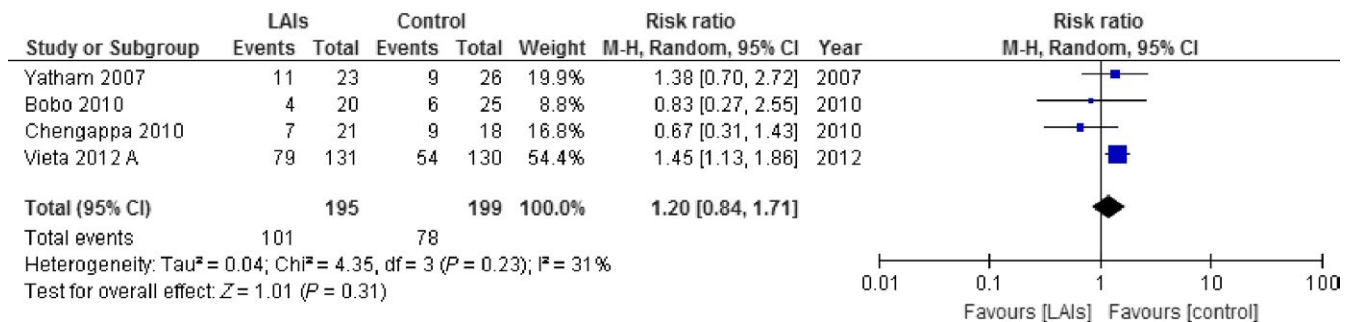 LAIs Control Risk ratio Risk ratio
Study or Subgroup Events Total Events Total Weight M-H, Random, 95% CI Year M-H, Random, 95% CI
Yatham 2007 11 23 9 26 19.9% 1.38 [0.70, 2.72] 2007
Bobo 2010 4 20 6 25 8.8% 0.83 [0.27, 2.55] 2010
Chengappa 2010 7 21 9 18 16.8% 0.67 [0.31, 1.43] 2010
Vieta 2012 A 79 131 54 130 54.4% 1.45 [1.13, 1.86] 2012
Total (95% CI) 195 199 100.0% 1.20 [0.84, 1.71]
Total events 101 78
Heterogeneity: Tau² = 0.04; Chi² = 4.35, df = 3 (P = 0.23); I² = 31%
Test for overall effect: Z = 1.01 (P = 0.31)
0.01 0.1 1 10 100
Favours [LAIs] Favours [control]